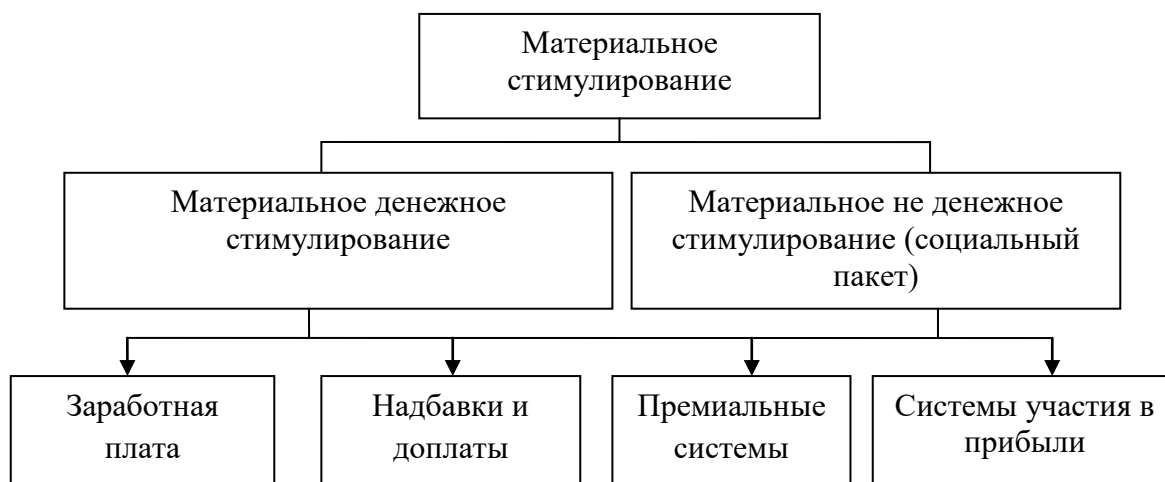 Материальное
стимулирование
Материальное денежное
стимулирование
Материальное не денежное
стимулирование (социальный
пакет)
Заработная
плата
Надбавки и
доплаты
Премиальные
системы
Системы участия в
прибыли